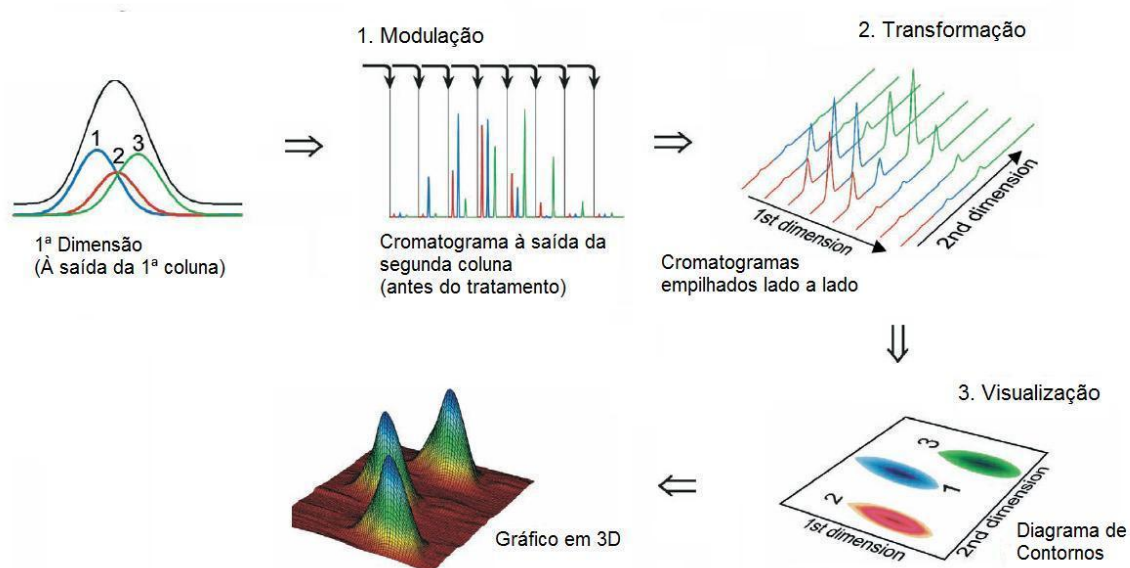 1. Modulação
2. Transformação
1
2
3
1ª Dimensão
(À saída da 1ª coluna)
Cromatograma à saída da
segunda coluna
(antes do tratamento)
1st dimension
2nd dimension
Cromatogramas
empilhados lado a lado
3. Visualização
3
1
2
1st dimension
2nd dimension
Gráfico em 3D
Diagrama de
Contornos